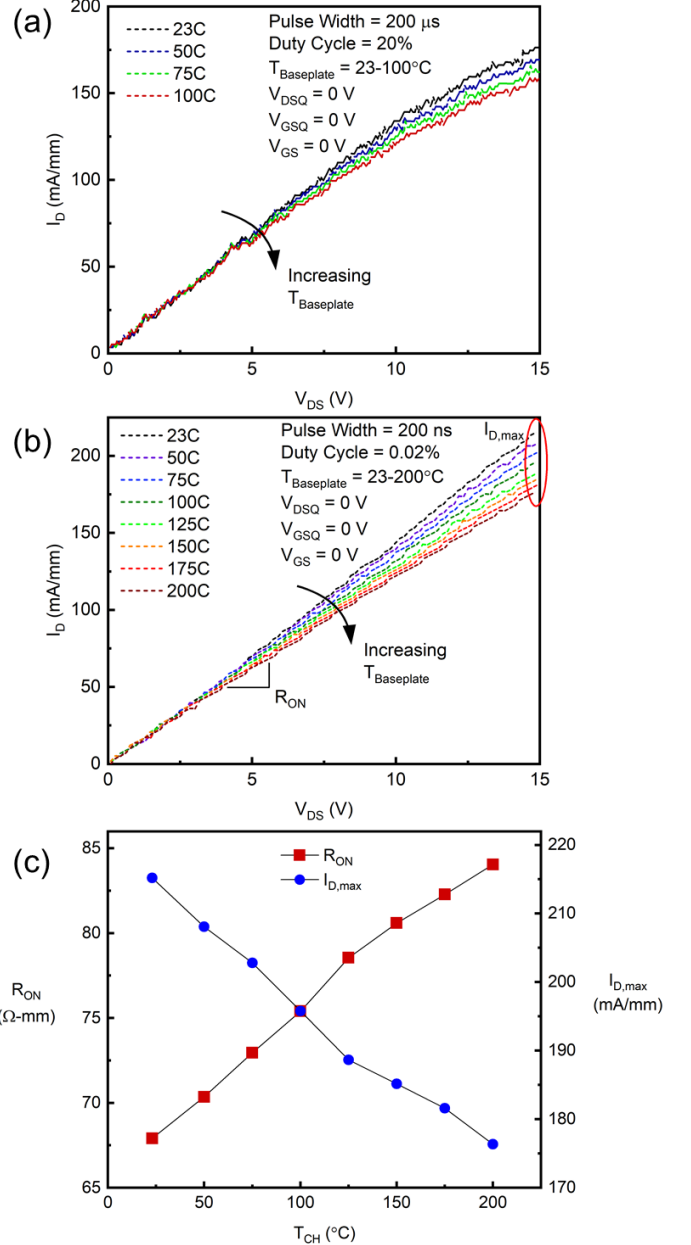 (a)
23C
50C
75C
100C
Pulse Width = 200 μs
Duty Cycle = 20%
T_Baseplate = 23-100°C
V_DSQ = 0 V
V_GSQ = 0 V
V_GS = 0 V
Increasing
T_Baseplate
I_D (mA/mm)
200
150
100
50
0
0
5
10
15
V_DS (V)
(b)
23C
50C
75C
100C
125C
150C
175C
200C
Pulse Width = 200 ns
Duty Cycle = 0.02%
T_Baseplate = 23-200°C
V_DSQ = 0 V
V_GSQ = 0 V
V_GS = 0 V
I_D,max
Increasing
T_Baseplate
R_ON
I_D (mA/mm)
200
150
100
50
0
0
5
10
15
V_DS (V)
(c)
R_ON
I_D,max
85
80
75
70
65
R_ON
(Ω-mm)
220
210
200
190
180
170
I_D,max
(mA/mm)
0
50
100
150
200
T_CH (°C)